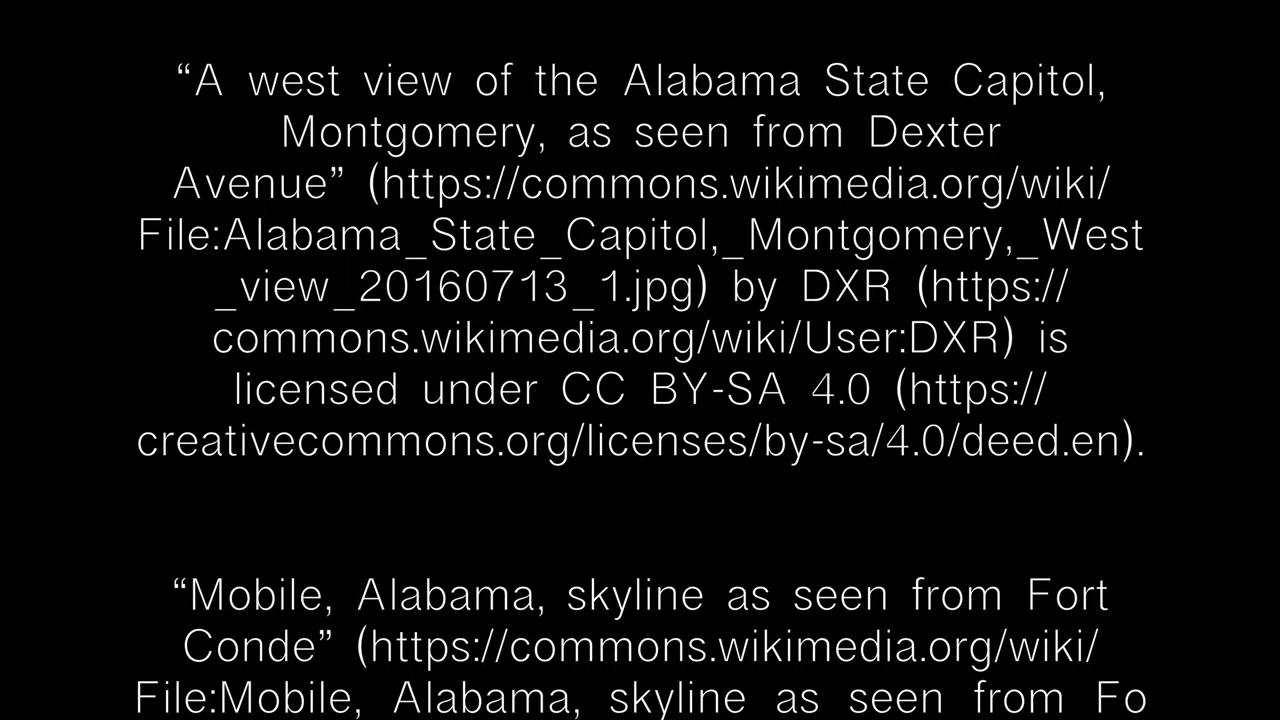 “A west view of the Alabama State Capitol,
Montgomery, as seen from Dexter
Avenue” (https://commons.wikimedia.org/wiki/
File:Alabama_State_Capitol,_Montgomery,_West
_view_20160713_1.jpg) by DXR (https://
commons.wikimedia.org/wiki/User:DXR) is
licensed under CC BY-SA 4.0 (https://
creativecommons.org/licenses/by-sa/4.0/deed.en).
“Mobile, Alabama, skyline as seen from Fort
Conde” (https://commons.wikimedia.org/wiki/
File:Mobile, Alabama, skyline as seen from Fo